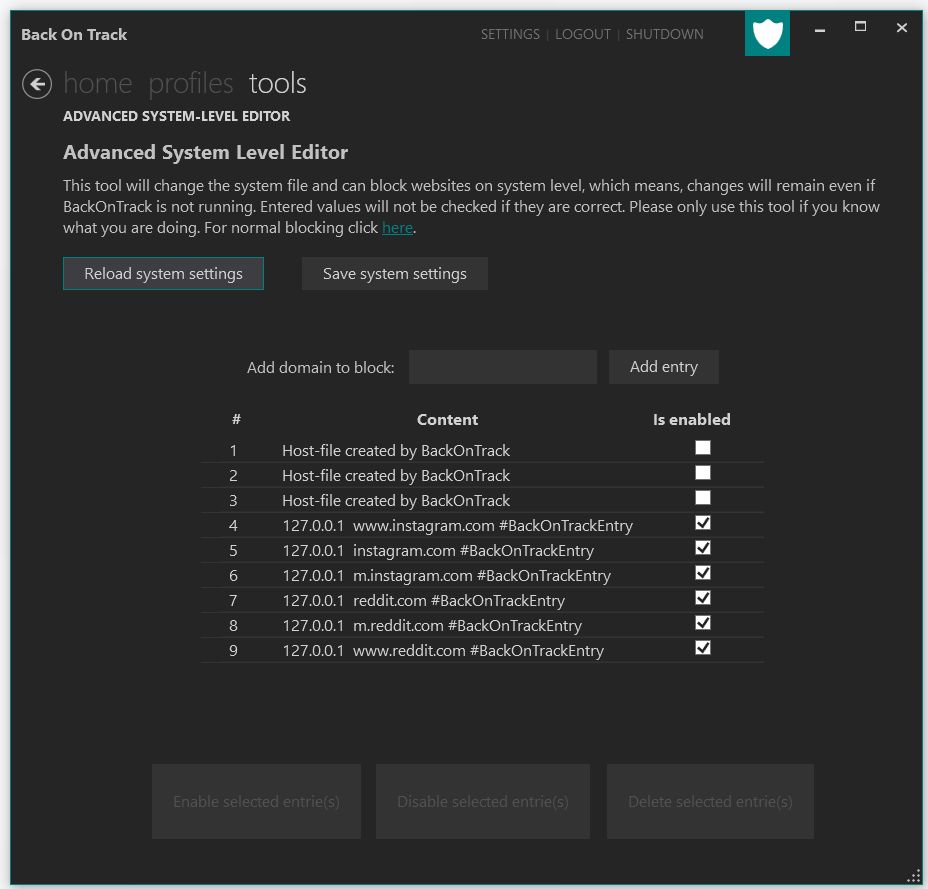 Back On Track
SETTINGS | LOGOUT | SHUTDOWN
home profiles tools
ADVANCED SYSTEM-LEVEL EDITOR
Advanced System Level Editor
This tool will change the system file and can block websites on system level, which means, changes will remain even if
BackOnTrack is not running. Entered values will not be checked if they are correct. Please only use this tool if you know
what you are doing. For normal blocking click here.
Reload system settings Save system settings
Add domain to block: Add entry
# Content Is enabled
1 Host-file created by BackOnTrack
2 Host-file created by BackOnTrack
3 Host-file created by BackOnTrack
4 127.0.0.1 www.instagram.com #BackOnTrackEntry
5 127.0.0.1 instagram.com #BackOnTrackEntry
6 127.0.0.1 m.instagram.com #BackOnTrackEntry
7 127.0.0.1 reddit.com #BackOnTrackEntry
8 127.0.0.1 m.reddit.com #BackOnTrackEntry
9 127.0.0.1 www.reddit.com #BackOnTrackEntry
Enable selected entrie(s) Disable selected entrie(s) Delete selected entrie(s)